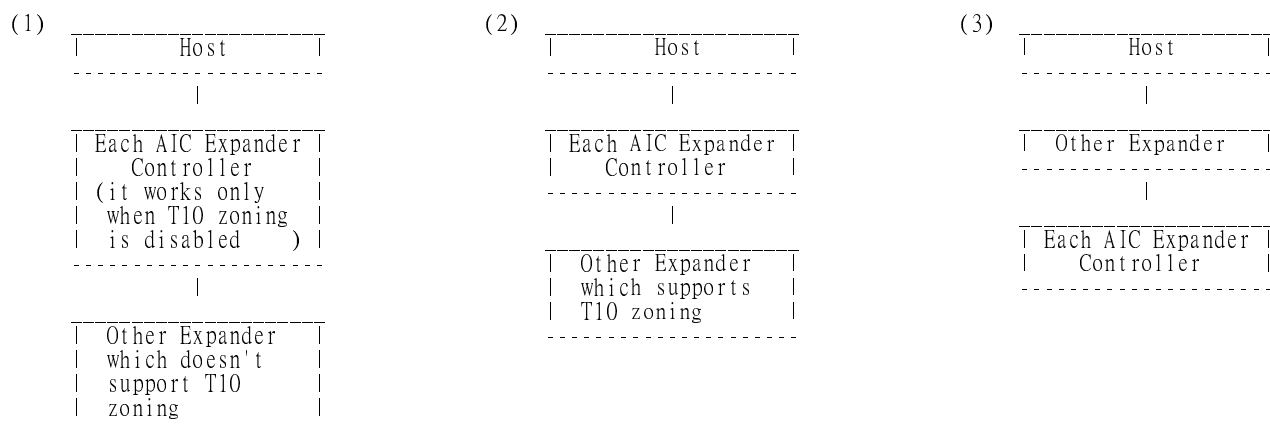 (1)
Host
Each AIC Expander
Controller
(it works only
when T10 zoning
is disabled )
Other Expander
which doesn't
support T10
zoning
(2)
Host
Each AIC Expander
Controller
Other Expander
which supports
T10 zoning
(3)
Host
Other Expander
Each AIC Expander
Controller